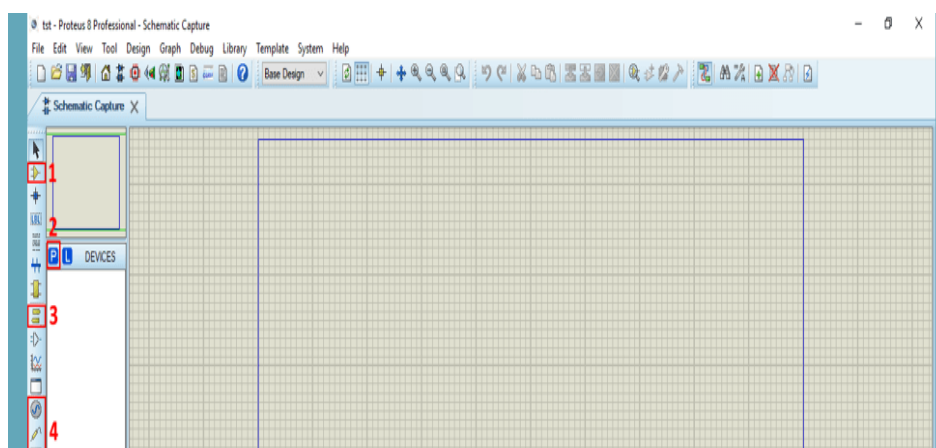 tst - Proteus 8 Professional - Schematic Capture
File Edit View Tool Design Graph Debug Library Template System Help
Base Design
Schematic Capture
1
LBL
2
P L DEVICES
3
4